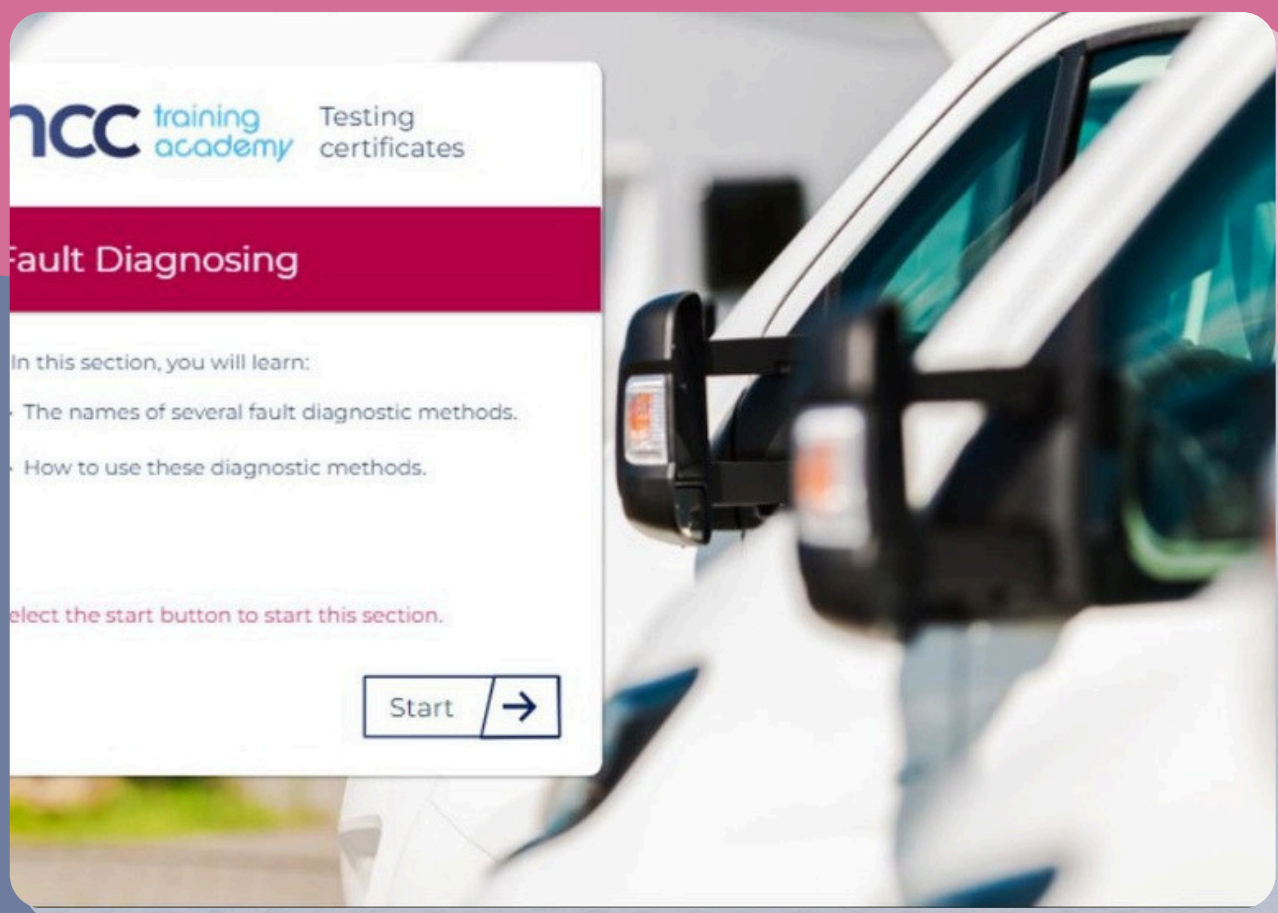 ncc training academy
Testing certificates
Fault Diagnosing
In this section, you will learn:
The names of several fault diagnostic methods.
How to use these diagnostic methods.
elect the start button to start this section.
Start